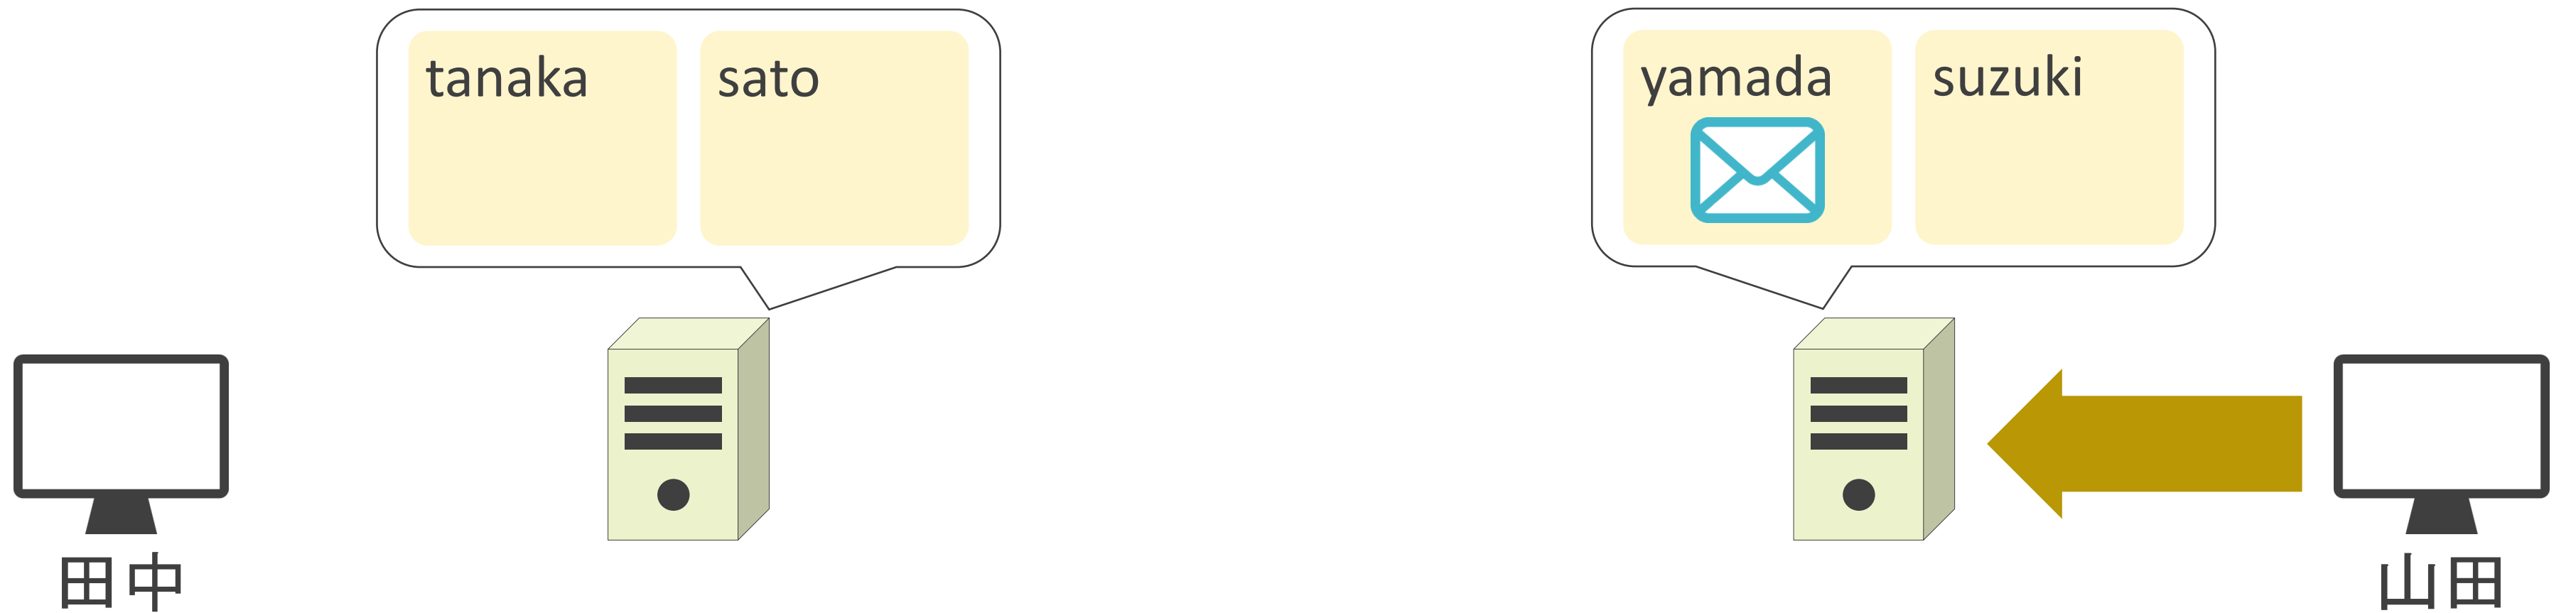 tanaka
sato
yamada
suzuki
田中
山田